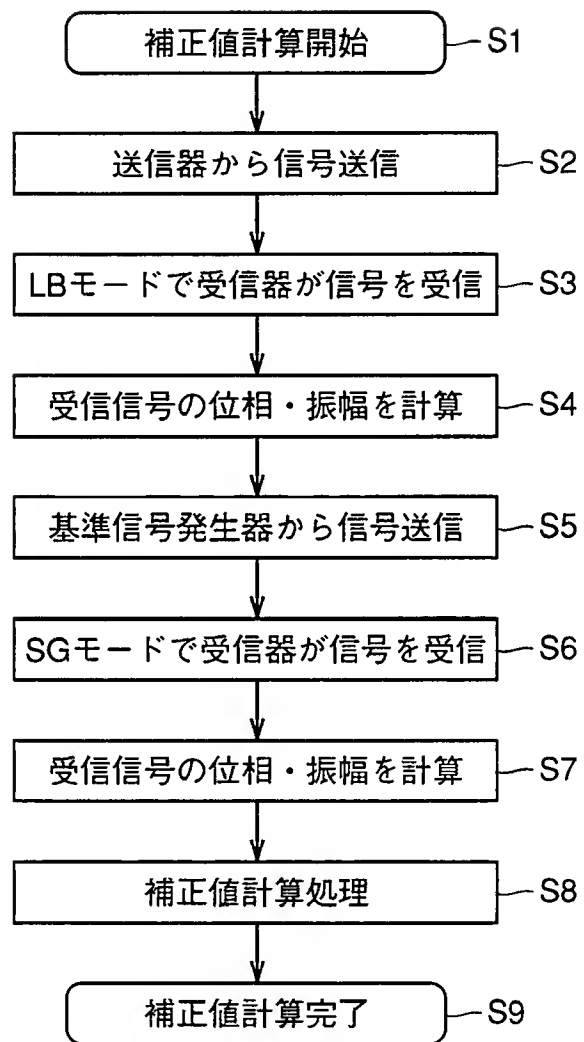 補正値計算開始 S1
送信器から信号送信 S2
LBモードで受信器が信号を受信 S3
受信信号の位相・振幅を計算 S4
基準信号発生器から信号送信 S5
SGモードで受信器が信号を受信 S6
受信信号の位相・振幅を計算 S7
補正値計算処理 S8
補正値計算完了 S9